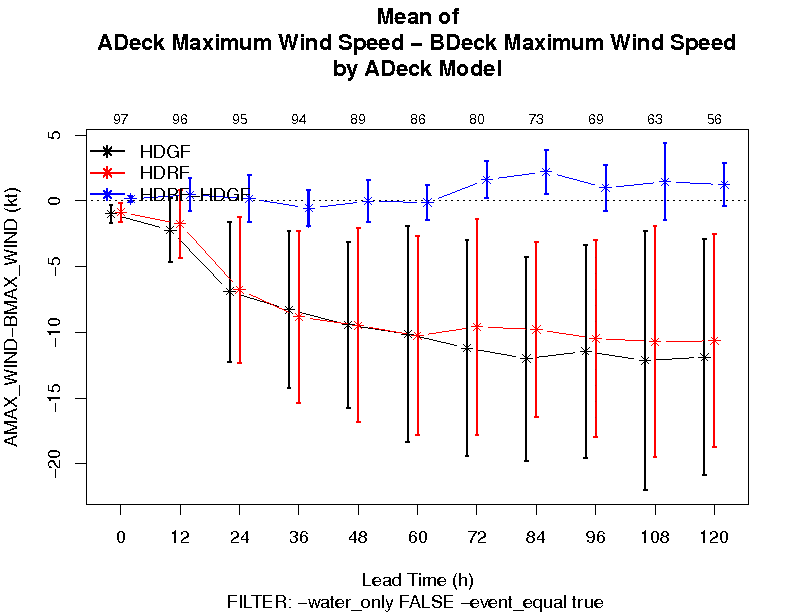 Mean of
ADeck Maximum Wind Speed − BDeck Maximum Wind Speed
by ADeck Model
97 96 95 94 89 86 80 73 69 63 56
HDGF
HDRF
HDRF−HDGF
AMAX_WIND−BMAX_WIND (kt)
5
0
−5
−10
−15
−20
0 12 24 36 48 60 72 84 96 108 120
Lead Time (h)
FILTER: −water_only FALSE −event_equal true